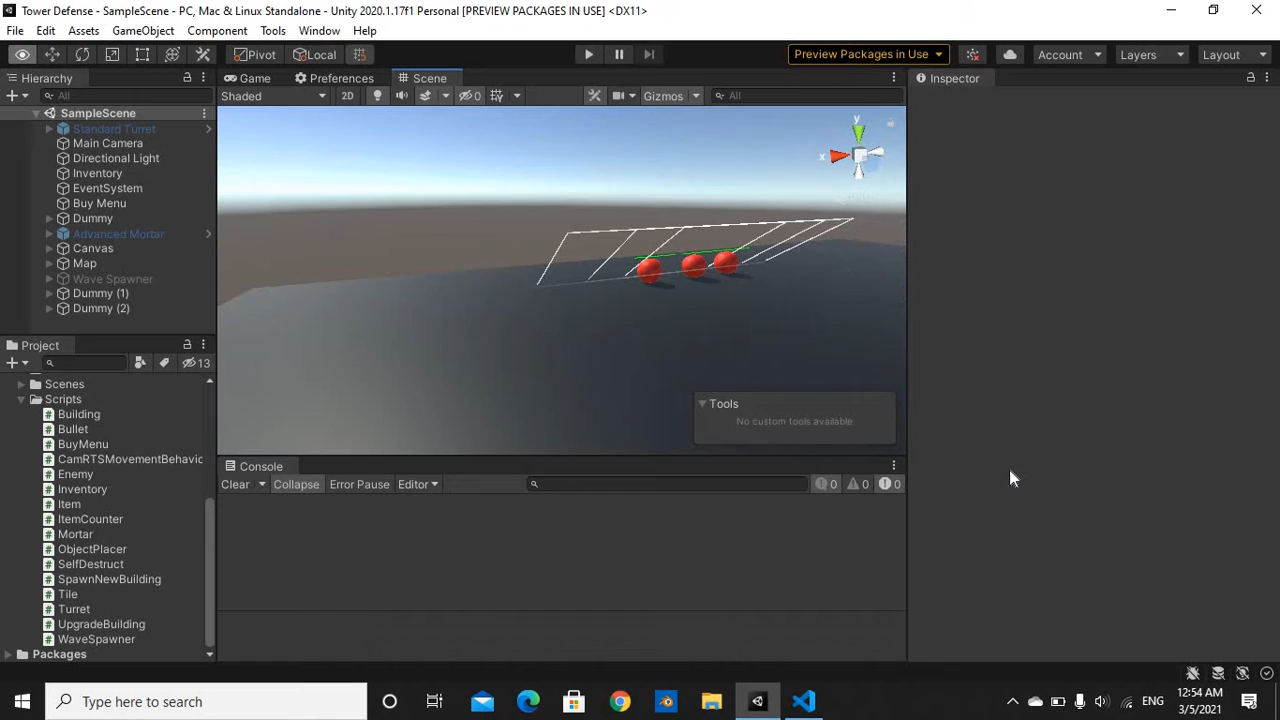 Tower Defense - SampleScene - PC, Mac & Linux Standalone - Unity 2020.1.17f1 Personal [PREVIEW PACKAGES IN USE] <DX11>
File Edit Assets GameObject Component Tools Window Help
Pivot Local Preview Packages in Use Account Layers Layout
Hierarchy Game Preferences Scene Inspector
All Shaded 2D 0 Gizmos All
SampleScene
Standard Turret
Main Camera
Directional Light
Inventory
EventSystem
Buy Menu
Dummy
Advanced Mortar
Canvas
Map
Wave Spawner
Dummy (1)
Dummy (2)
y
x
Tools
No custom tools available
Project
13
Scenes
Scripts
Building
Bullet
BuyMenu
CamRTSMovementBehavio
Enemy
Inventory
Item
ItemCounter
Mortar
ObjectPlacer
SelfDestruct
SpawnNewBuilding
Tile
Turret
UpgradeBuilding
WaveSpawner
Packages
Console
Clear Collapse Error Pause Editor 0 0 0
Type here to search
ENG
12:54 AM
3/5/2021